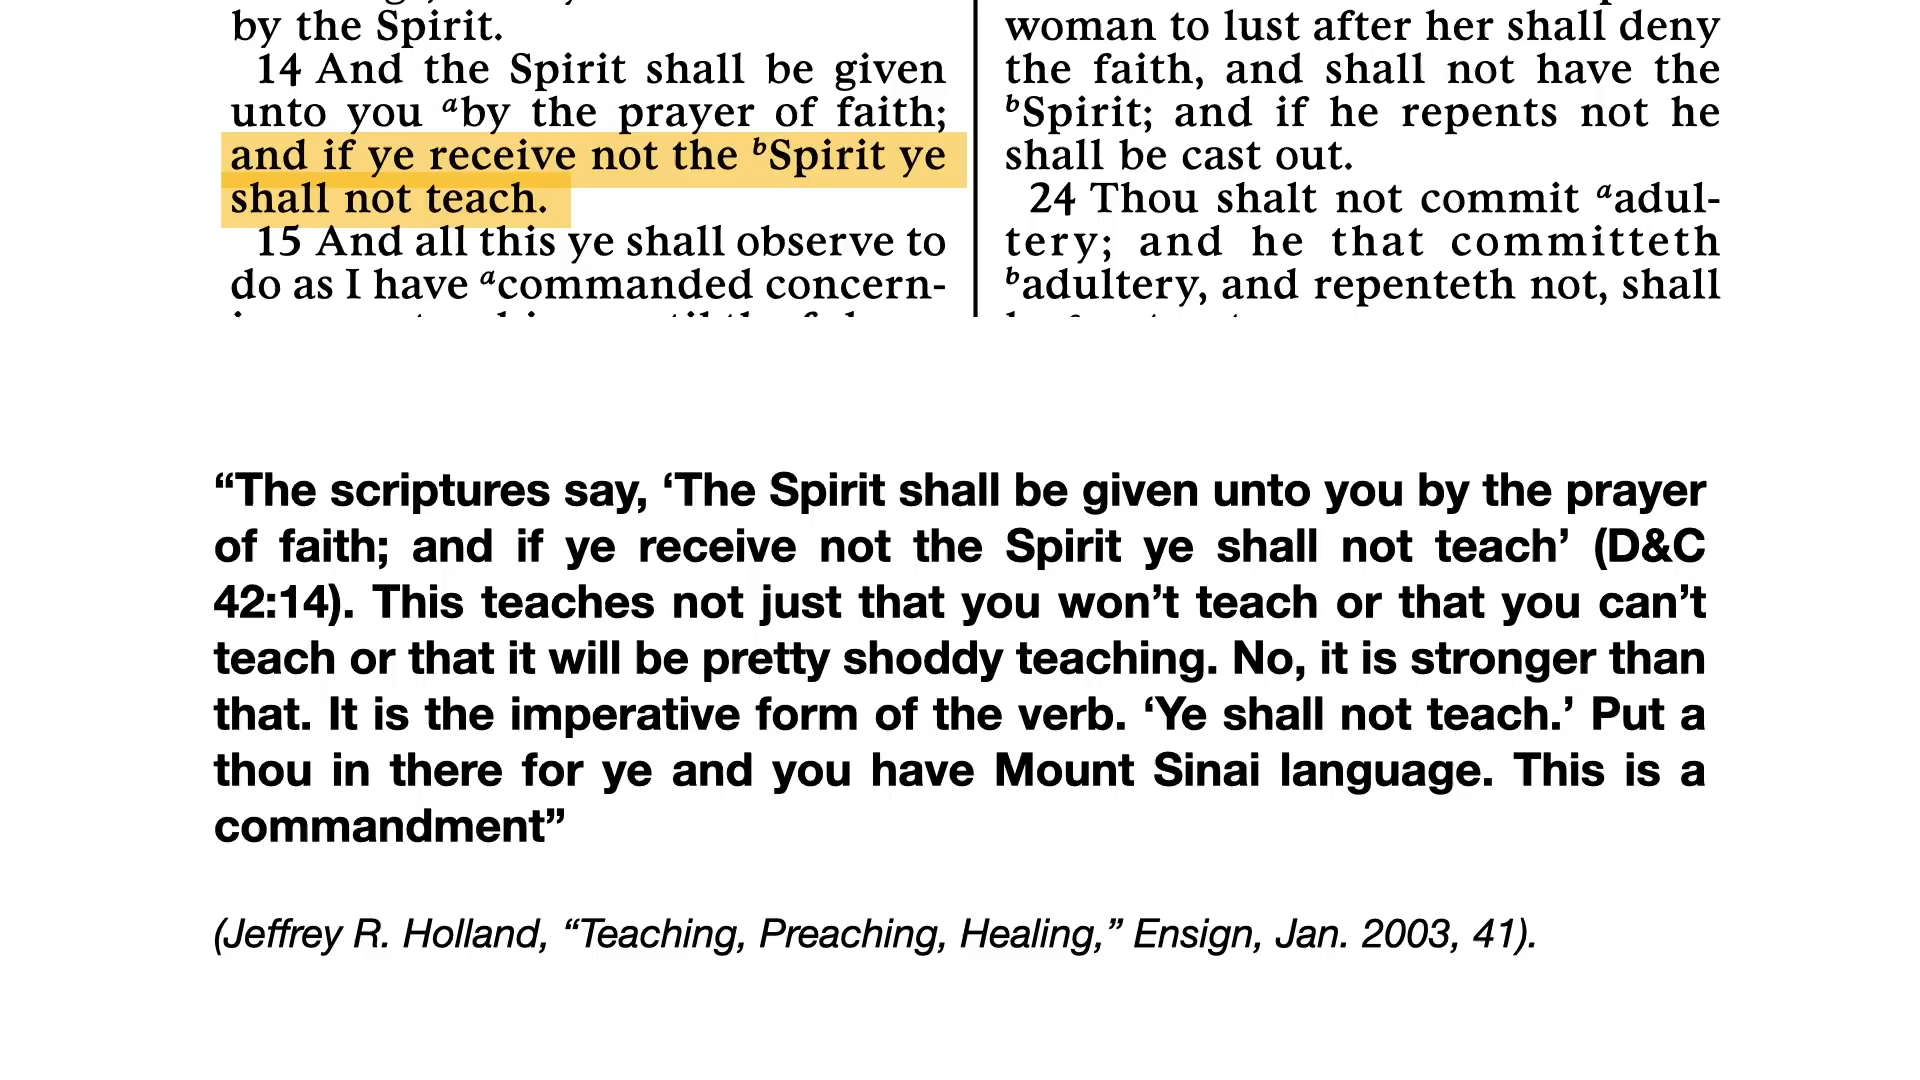 by the Spirit.
14 And the Spirit shall be given
unto you ᵃby the prayer of faith;
and if ye receive not the ᵇSpirit ye
shall not teach.
15 And all this ye shall observe to
do as I have ᵃcommanded concern-
woman to lust after her shall deny
the faith, and shall not have the
ᵇSpirit; and if he repents not he
shall be cast out.
24 Thou shalt not commit ᵃadul-
tery; and he that committeth
ᵇadultery, and repenteth not, shall
“The scriptures say, ‘The Spirit shall be given unto you by the prayer
of faith; and if ye receive not the Spirit ye shall not teach’ (D&C
42:14). This teaches not just that you won’t teach or that you can’t
teach or that it will be pretty shoddy teaching. No, it is stronger than
that. It is the imperative form of the verb. ‘Ye shall not teach.’ Put a
thou in there for ye and you have Mount Sinai language. This is a
commandment”
(Jeffrey R. Holland, “Teaching, Preaching, Healing,” Ensign, Jan. 2003, 41).